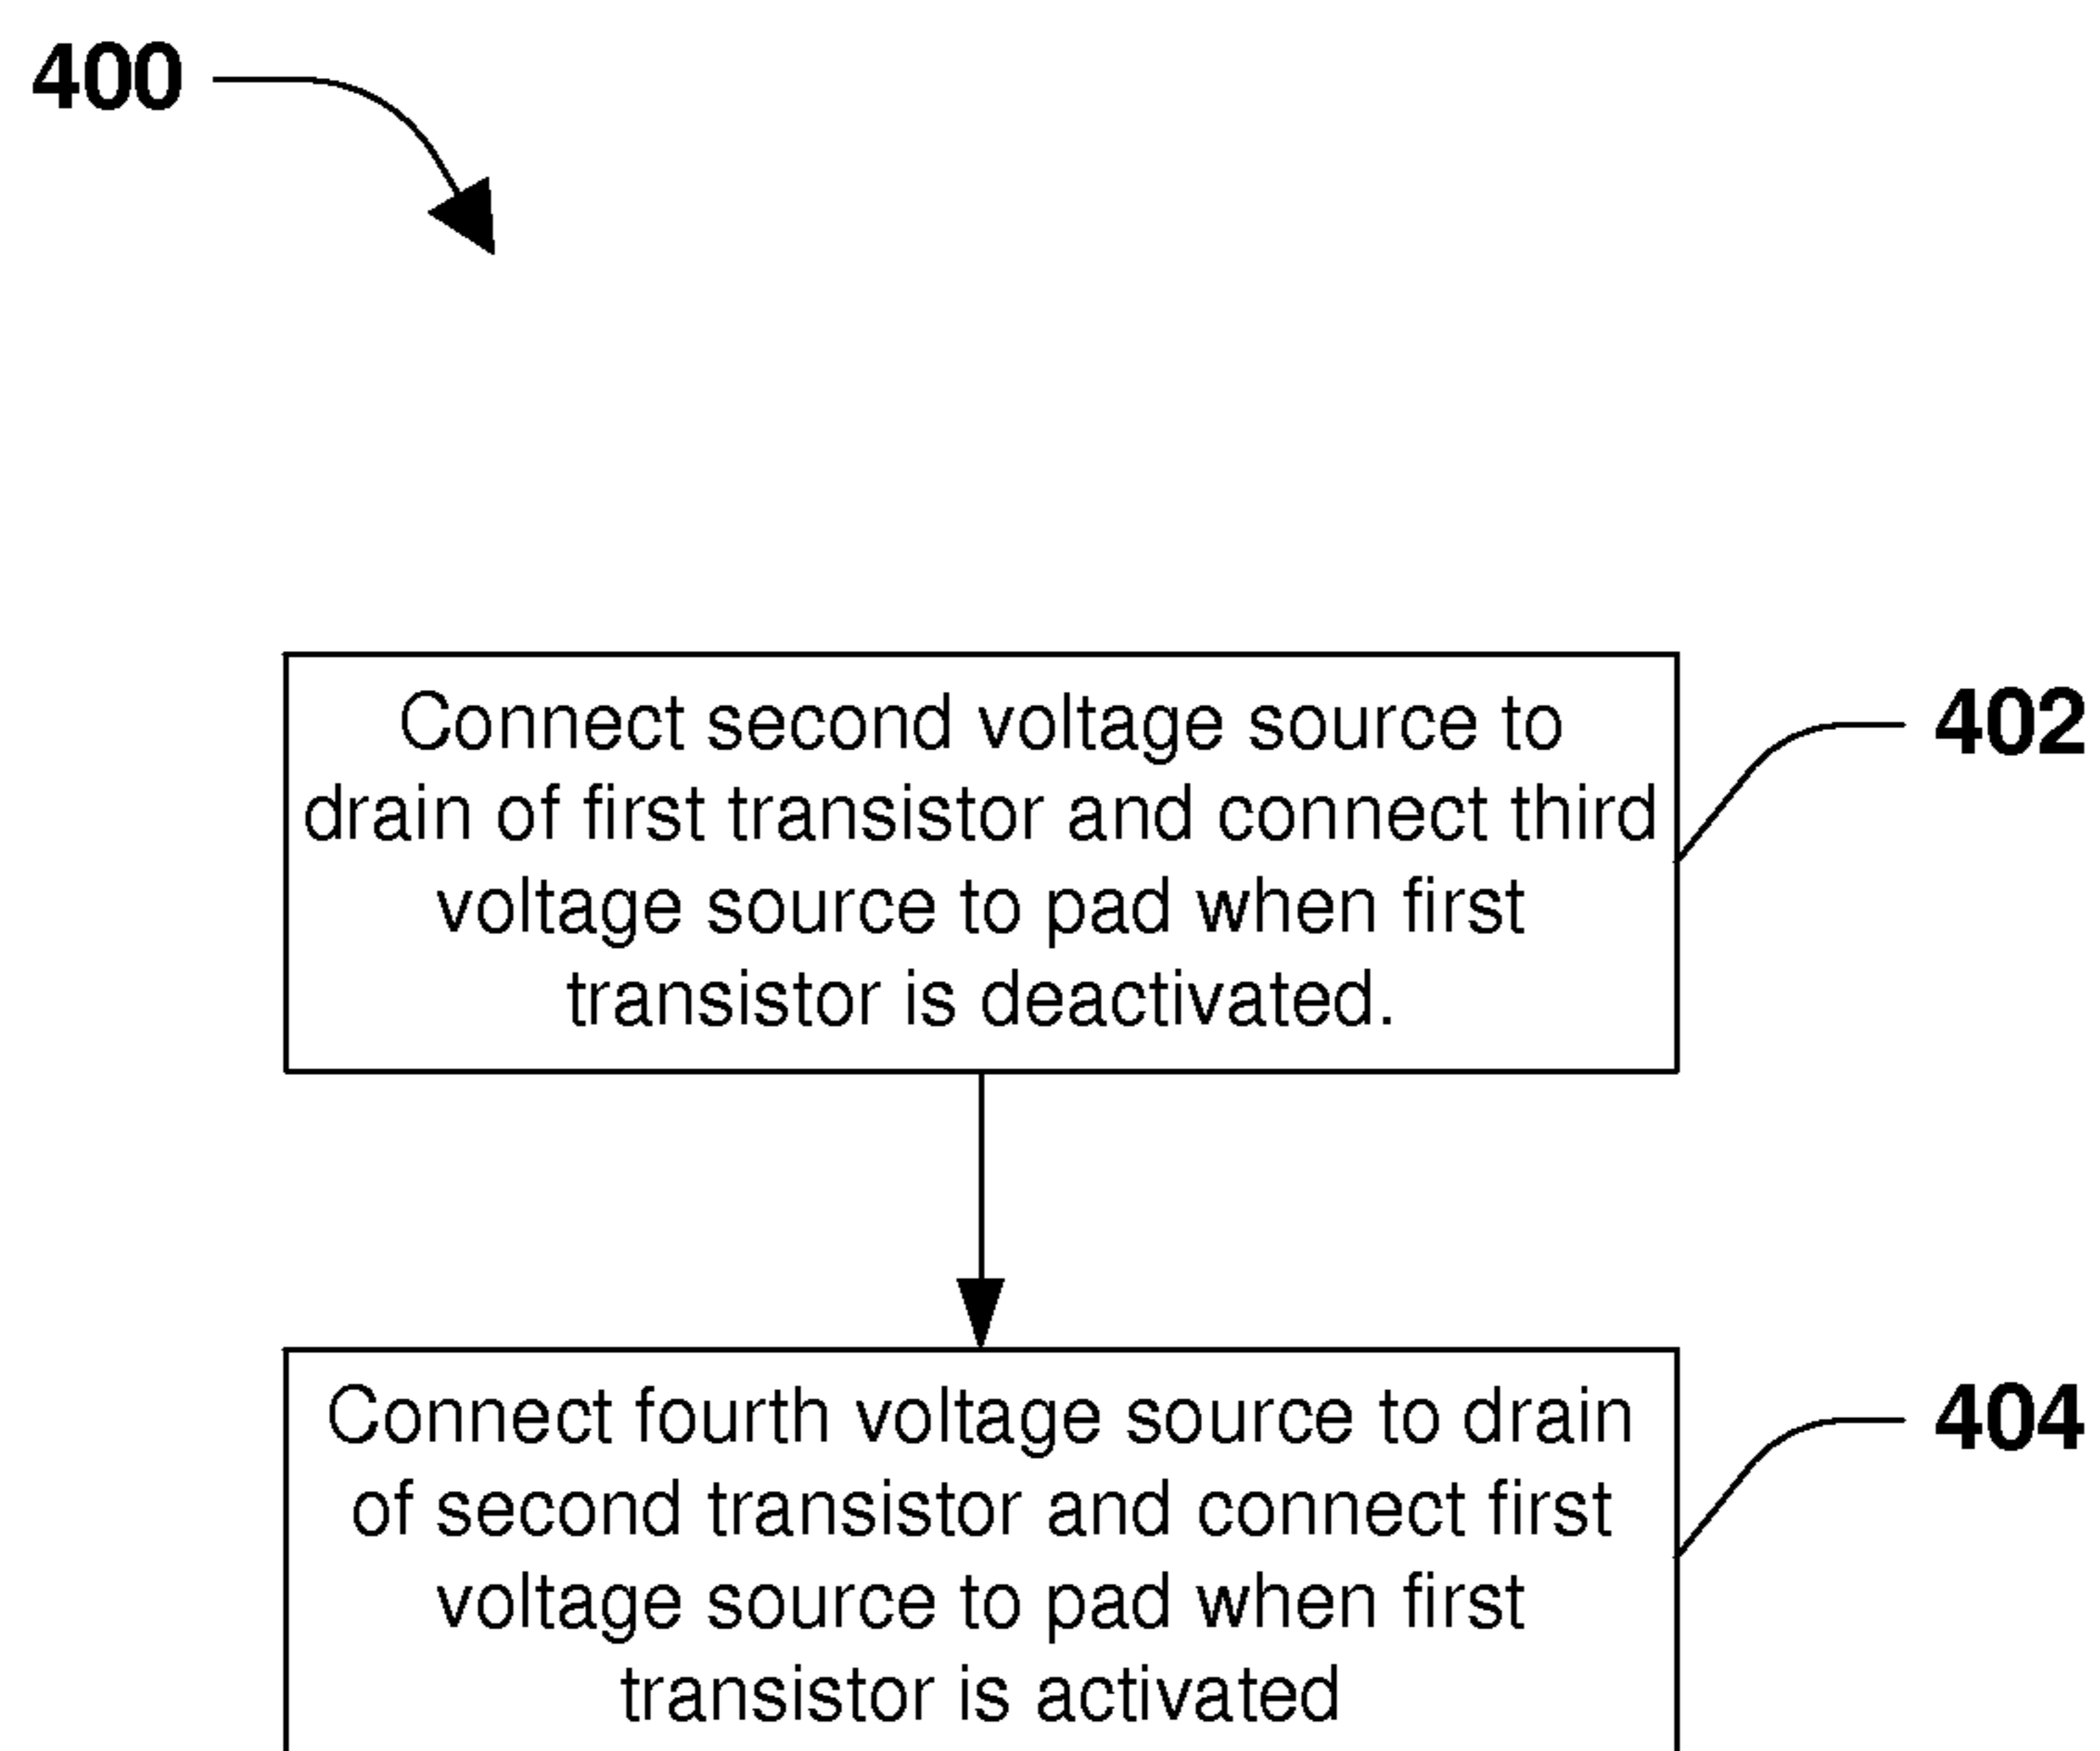 400
Connect second voltage source to
drain of first transistor and connect third
voltage source to pad when first
transistor is deactivated.
402
Connect fourth voltage source to drain
of second transistor and connect first
voltage source to pad when first
transistor is activated
404